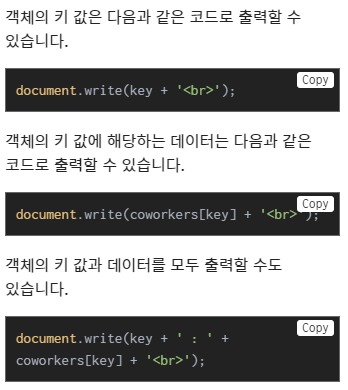 객체의 키 값은 다음과 같은 코드로 출력할 수
있습니다.
Copy
document.write(key + '<br>');
객체의 키 값에 해당하는 데이터는 다음과 같은
코드로 출력할 수 있습니다.
Copy
document.write(coworkers[key] + '<br>');
객체의 키 값과 데이터를 모두 출력할 수도
있습니다.
Copy
document.write(key + ' : ' +
coworkers[key] + '<br>');